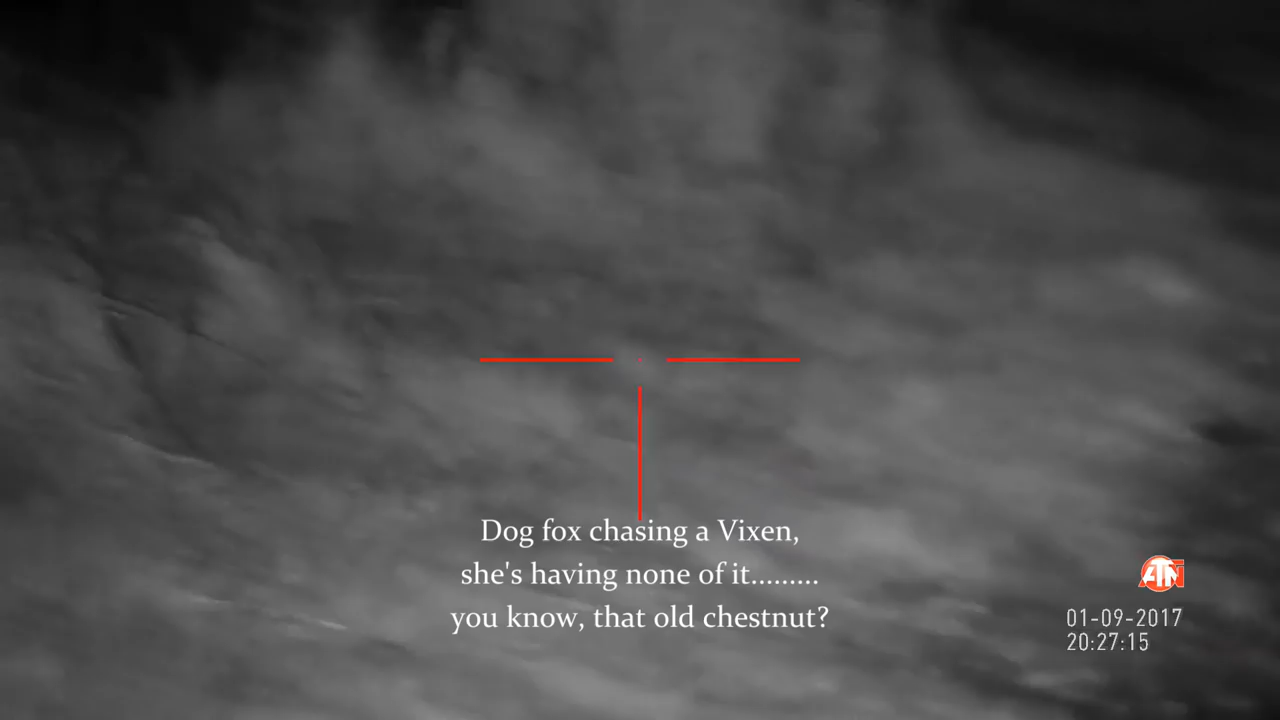 Dog fox chasing a Vixen,
she's having none of it.........
you know, that old chestnut?
ATN
01-09-2017
20:27:15